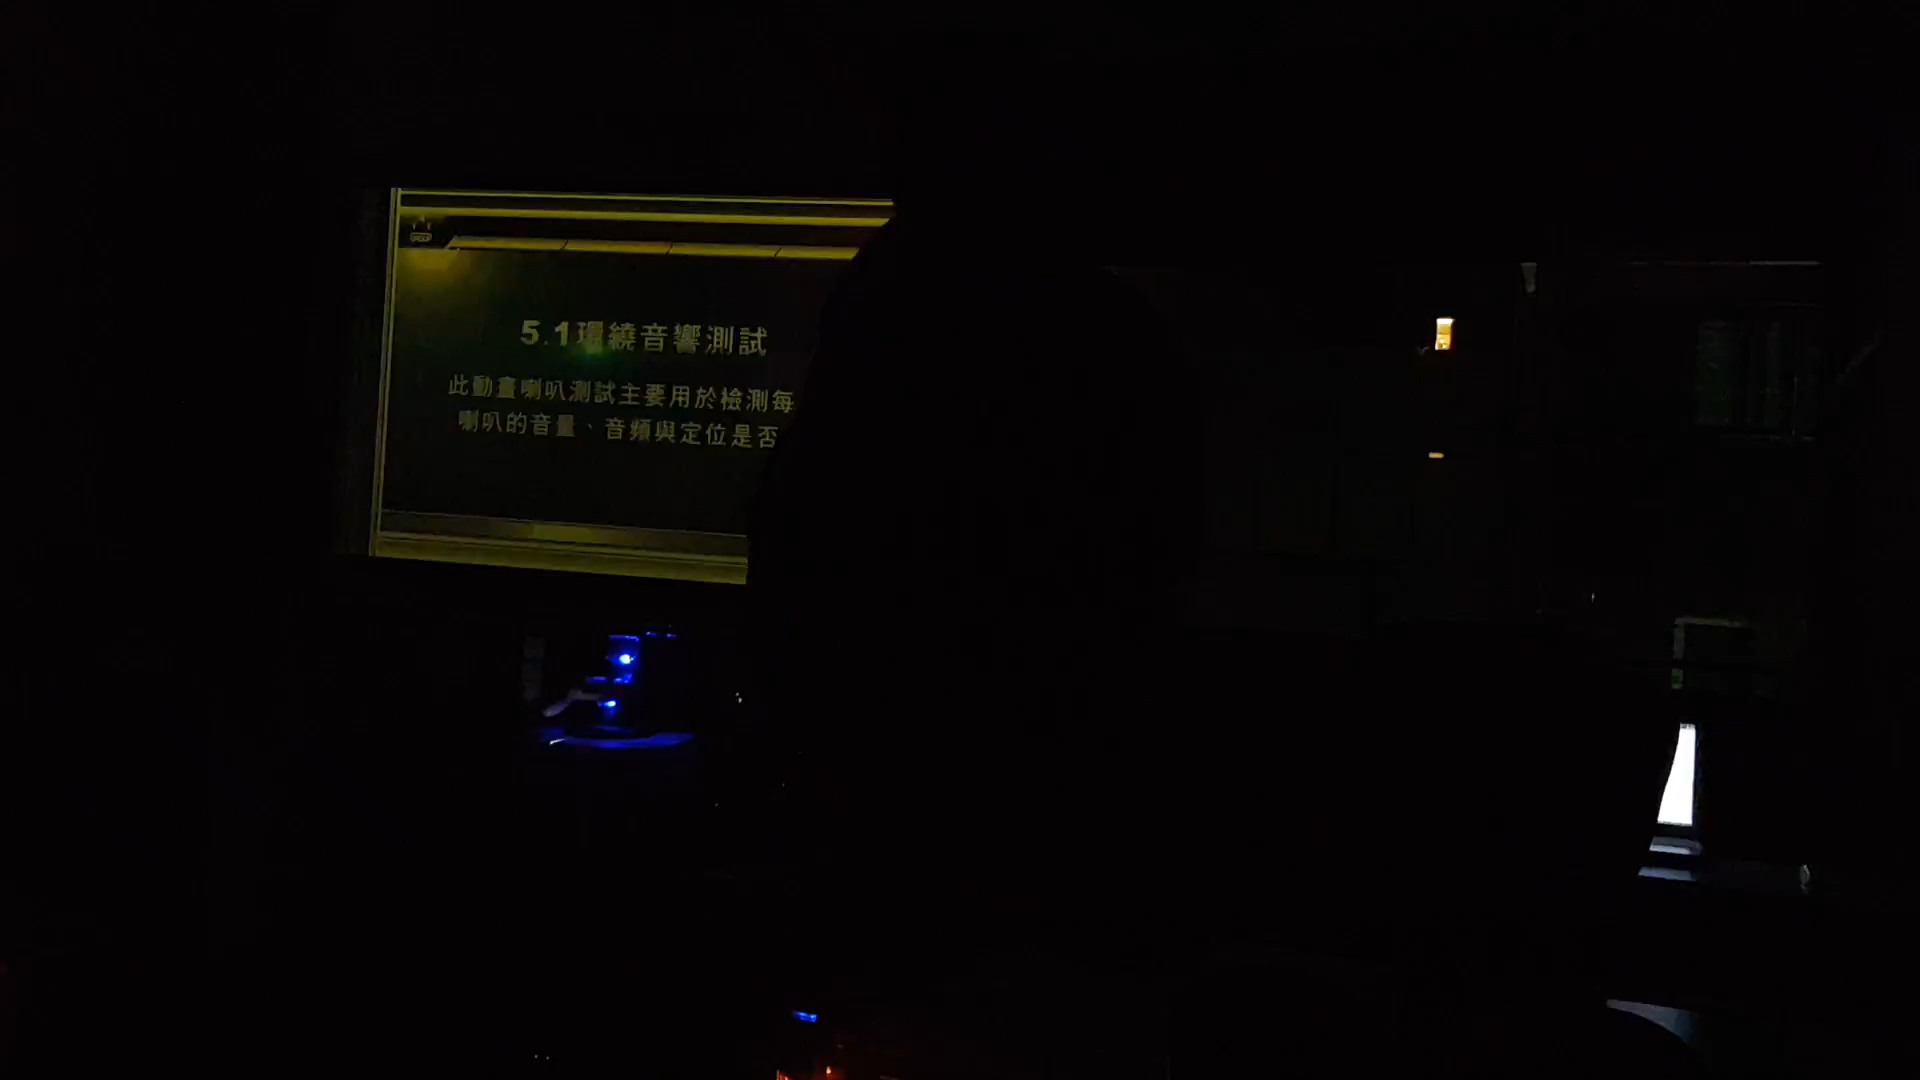 5.1環繞音響測試
此動畫喇叭測試主要用於檢測每
喇叭的音量、音頻與定位是否